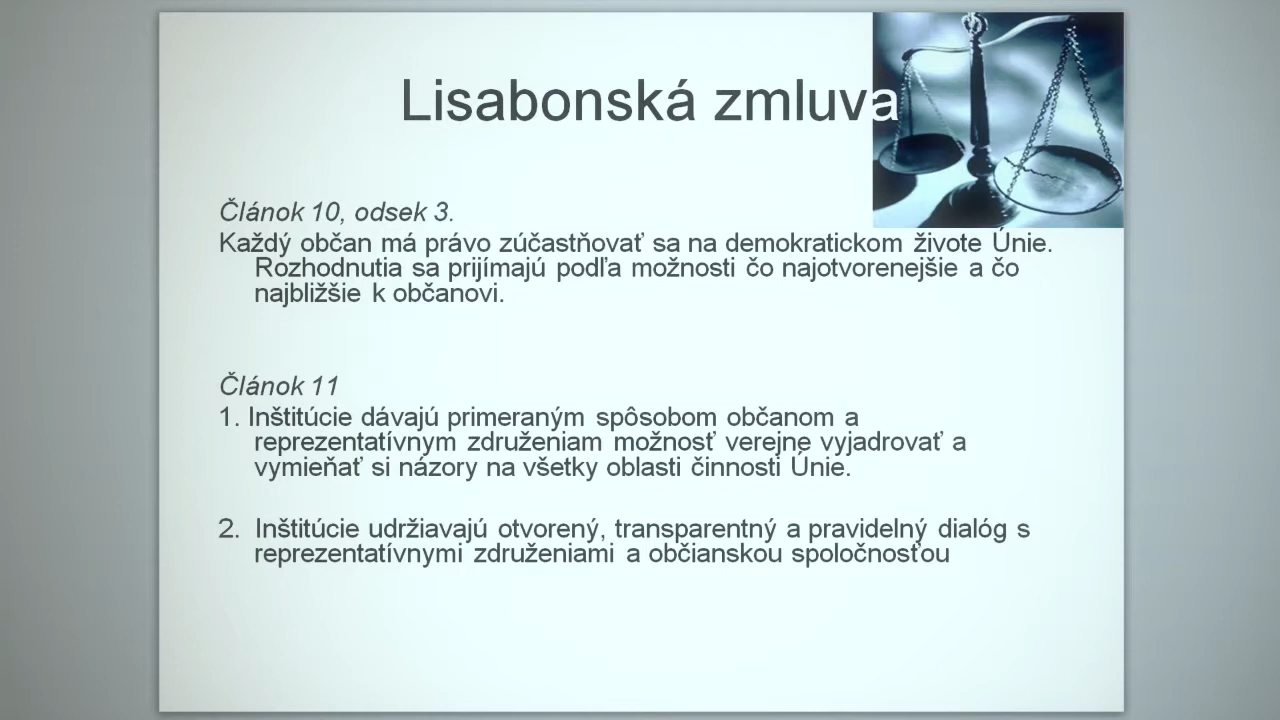 Lisabonská zmluva
Článok 10, odsek 3.
Každý občan má právo zúčastňovať sa na demokratickom živote Únie.
Rozhodnutia sa prijímajú podľa možnosti čo najotvorenejšie a čo
najbližšie k občanovi.
Článok 11
1. Inštitúcie dávajú primeraným spôsobom občanom a
reprezentatívnym združeniam možnosť verejne vyjadrovať a
vymieňať si názory na všetky oblasti činnosti Únie.
2. Inštitúcie udržiavajú otvorený, transparentný a pravidelný dialóg s
reprezentatívnymi združeniami a občianskou spoločnosťou